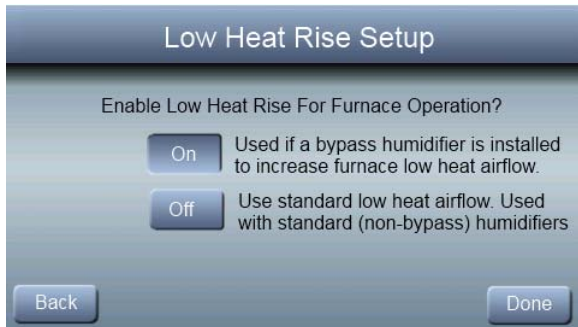 Low Heat Rise Setup
Enable Low Heat Rise For Furnace Operation?
On
Used if a bypass humidifier is installed
to increase furnace low heat airflow.
Off
Use standard low heat airflow. Used
with standard (non-bypass) humidifiers
Back
Done